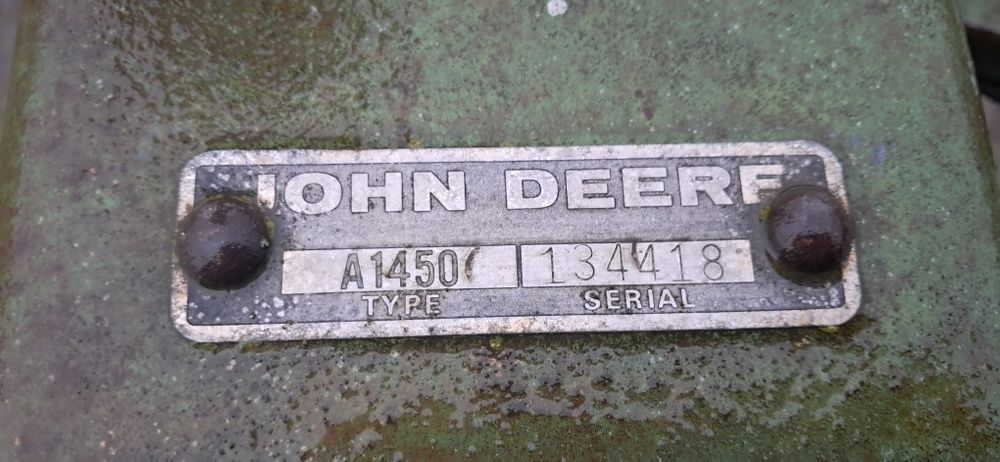 JOHN DEERE
A1450 134418
TYPE SERIAL